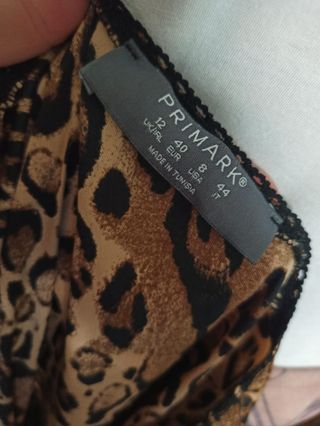 PRIMARK®
12 40 8 44
UK/IRL EUR USA IT
MADE IN TUNISIA